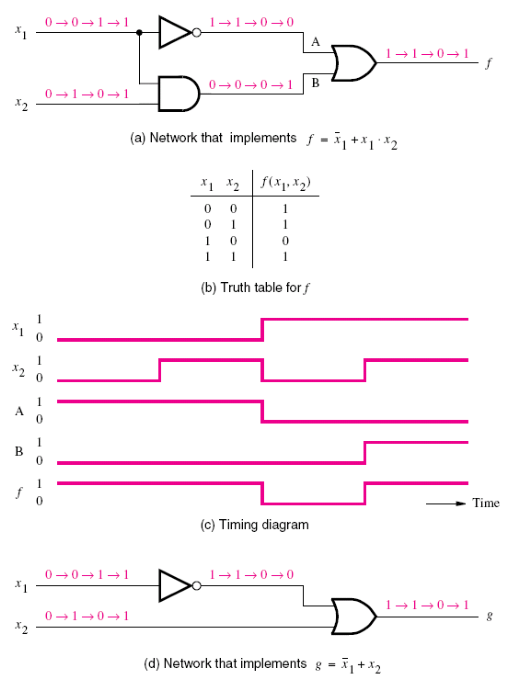 x₁ 0→0→1→1 1→1→0→0
A 1→1→0→1 f
x₂ 0→1→0→1 0→0→0→1 B
(a) Network that implements f = x̄₁ + x₁ · x₂
x₁ x₂ f(x₁, x₂)
0 0 1
0 1 1
1 0 0
1 1 1
(b) Truth table for f
x₁ 1
0
x₂ 1
0
A 1
0
B 1
0
f 1
0 Time
(c) Timing diagram
x₁ 0→0→1→1 1→1→0→0
x₂ 0→1→0→1 1→1→0→1 g
(d) Network that implements g = x̄₁ + x₂